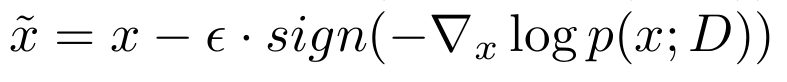 x̃ = x − ϵ · sign(−∇ₓ log p(x; D))